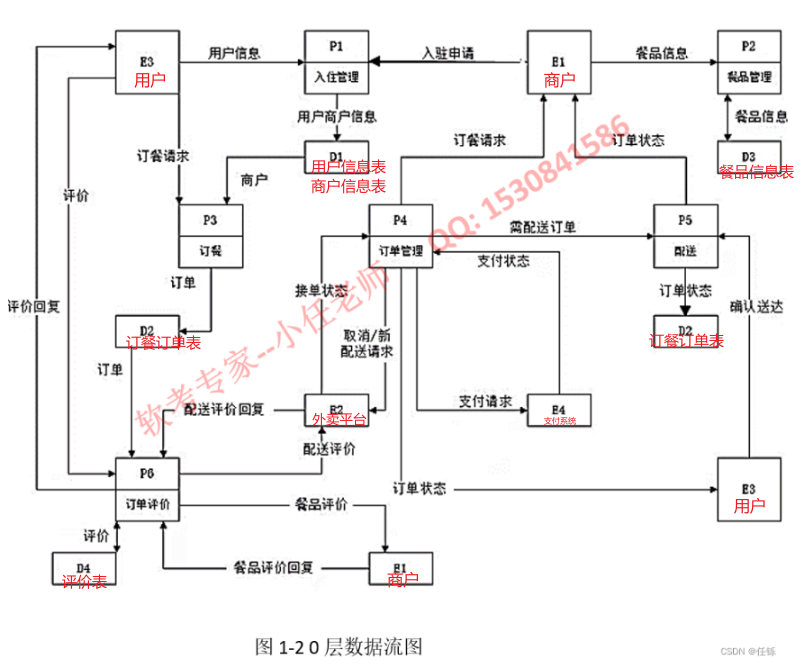 E3
用户
用户信息
P1
入住管理
入驻申请
E1
商户
餐品信息
P2
餐品管理
用户商户信息
餐品信息
订餐请求
D1
用户信息表
商户信息表
订餐请求
订单状态
D3
餐品信息表
商户
评价
P3
订餐
P4
订单管理
需配送订单
P5
配送
支付状态
订单
接单状态
订单状态
确认送达
评价回复
D2
订餐订单表
取消/新
配送请求
D2
订餐订单表
订单
配送评价回复
E2
外卖平台
支付请求
E4
支付系统
配送评价
P6
订单评价
订单状态
E3
用户
餐品评价
评价
D4
评价表
餐品评价回复
E1
商户
软考专家--小任老师 QQ: 1530841586
图 1-2 0 层数据流图
CSDN @任铄